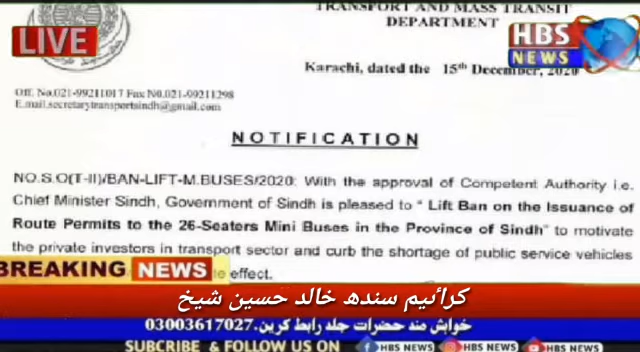 TRANSPORT AND MASS TRANSIT
DEPARTMENT
LIVE
HBS
NEWS
Karachi, dated the 15th December, 2020
Off. No.021-99211017 Fax N0.021-99211298
E.mail.secretarytransportsindh@gmail.com
NOTIFICATION
NO.S.O(T-II)/BAN-LIFT-M.BUSES/2020: With the approval of Competent Authority i.e.
Chief Minister Sindh, Government of Sindh is pleased to " Lift Ban on the Issuance of
Route Permits to the 26-Seaters Mini Buses in the Province of Sindh" to motivate
the private investors in transport sector and curb the shortage of public service vehicles
effect.
BREAKING NEWS
کرائیم سندھ خالد حسین شیخ
خواہش مند حضرات جلد رابطہ کریں.03003617027
SUBCRIBE & FOLLOW US ON HBS NEWS HBS NEWS HBS NEWS